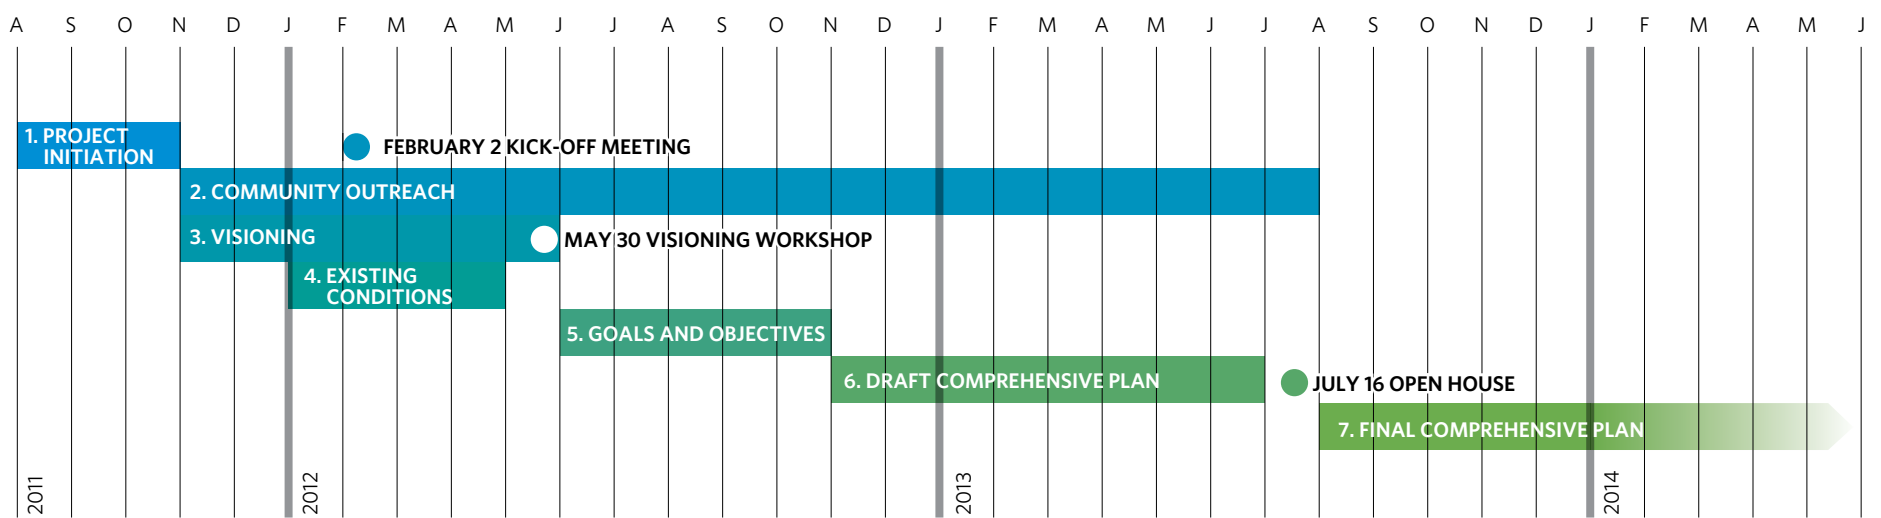 A S O N D J F M A M J J A S O N D J F M A M J J A S O N D J F M A M J
1. PROJECT
INITIATION
FEBRUARY 2 KICK-OFF MEETING
2. COMMUNITY OUTREACH
3. VISIONING
MAY 30 VISIONING WORKSHOP
4. EXISTING
CONDITIONS
5. GOALS AND OBJECTIVES
6. DRAFT COMPREHENSIVE PLAN
JULY 16 OPEN HOUSE
7. FINAL COMPREHENSIVE PLAN
2011
2012
2013
2014